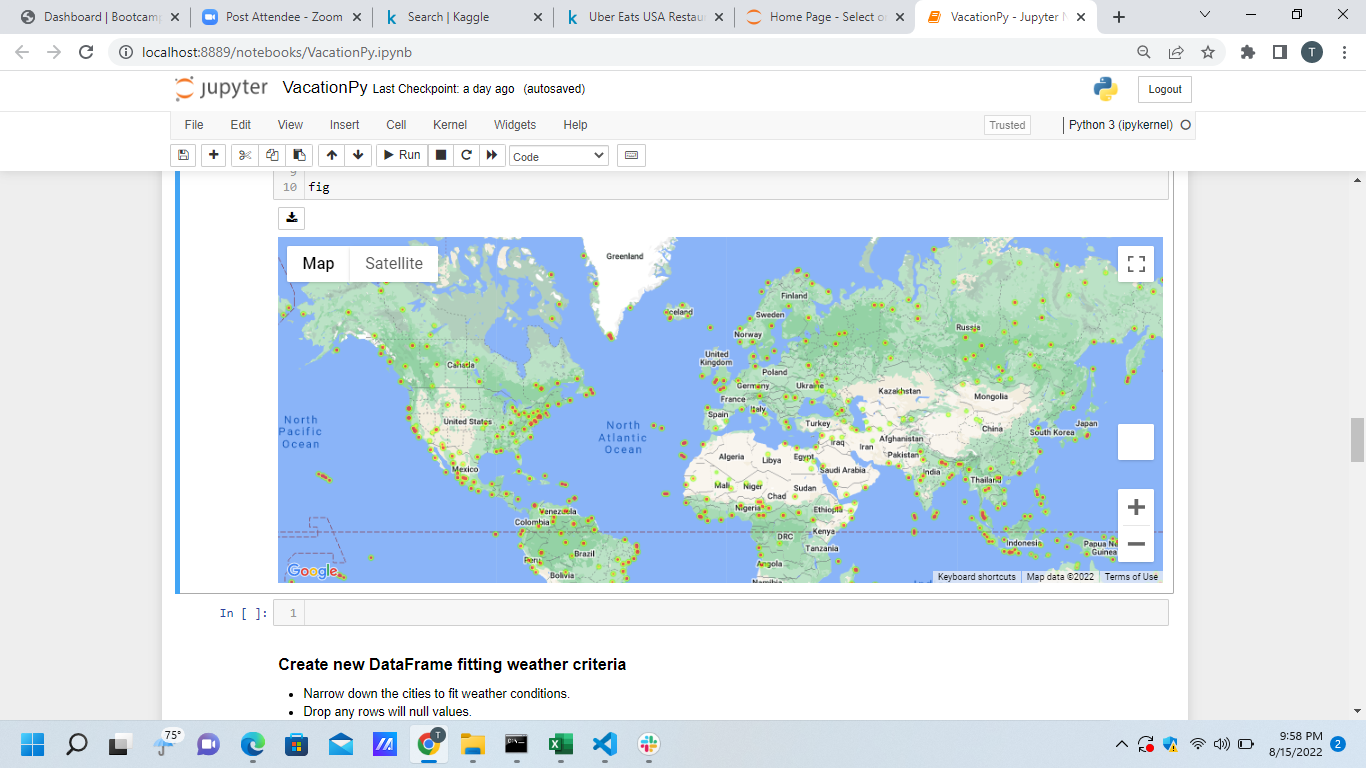 Dashboard | Bootcamp
Post Attendee - Zoom
Search | Kaggle
Uber Eats USA Restau
Home Page - Select o
VacationPy - Jupyter N
localhost:8889/notebooks/VacationPy.ipynb
T
jupyter VacationPy Last Checkpoint: a day ago (autosaved)
Logout
File Edit View Insert Cell Kernel Widgets Help
Trusted
Python 3 (ipykernel)
Run
Code
9
10 fig
Map Satellite
Greenland
Finland
Iceland
Sweden
Russia
Norway
United
Kingdom
Canada
Poland
Germany
Ukraine
Kazakhstan
Mongolia
France
Italy
Spain
United States
North
Pacific
Ocean
North
Atlantic
Ocean
Turkey
China
Japan
South Korea
Iraq
Iran
Afghanistan
Pakistan
Algeria
Libya
Egypt
Saudi Arabia
Mexico
India
Thailand
Mali
Niger
Chad
Sudan
Nigeria
Ethiopia
Venezuela
Colombia
DRC
Kenya
Tanzania
Indonesia
Papua Ne
Guinea
Peru
Brazil
Bolivia
Angola
Namibia
Google
Keyboard shortcuts
Map data ©2022
Terms of Use
In [ ]: 1
Create new DataFrame fitting weather criteria
• Narrow down the cities to fit weather conditions.
• Drop any rows will null values.
75°
T
9:58 PM
8/15/2022
2